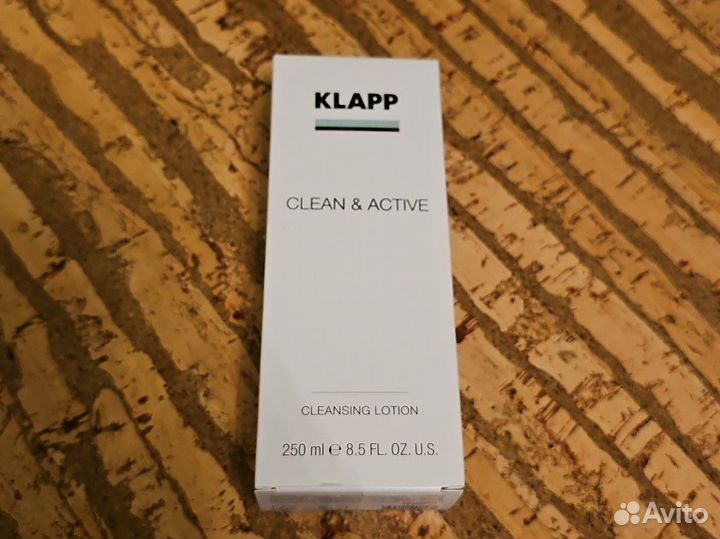 KLAPP
CLEAN & ACTIVE
CLEANSING LOTION
250 ml ℮ 8.5 FL. OZ. U.S.
Avito